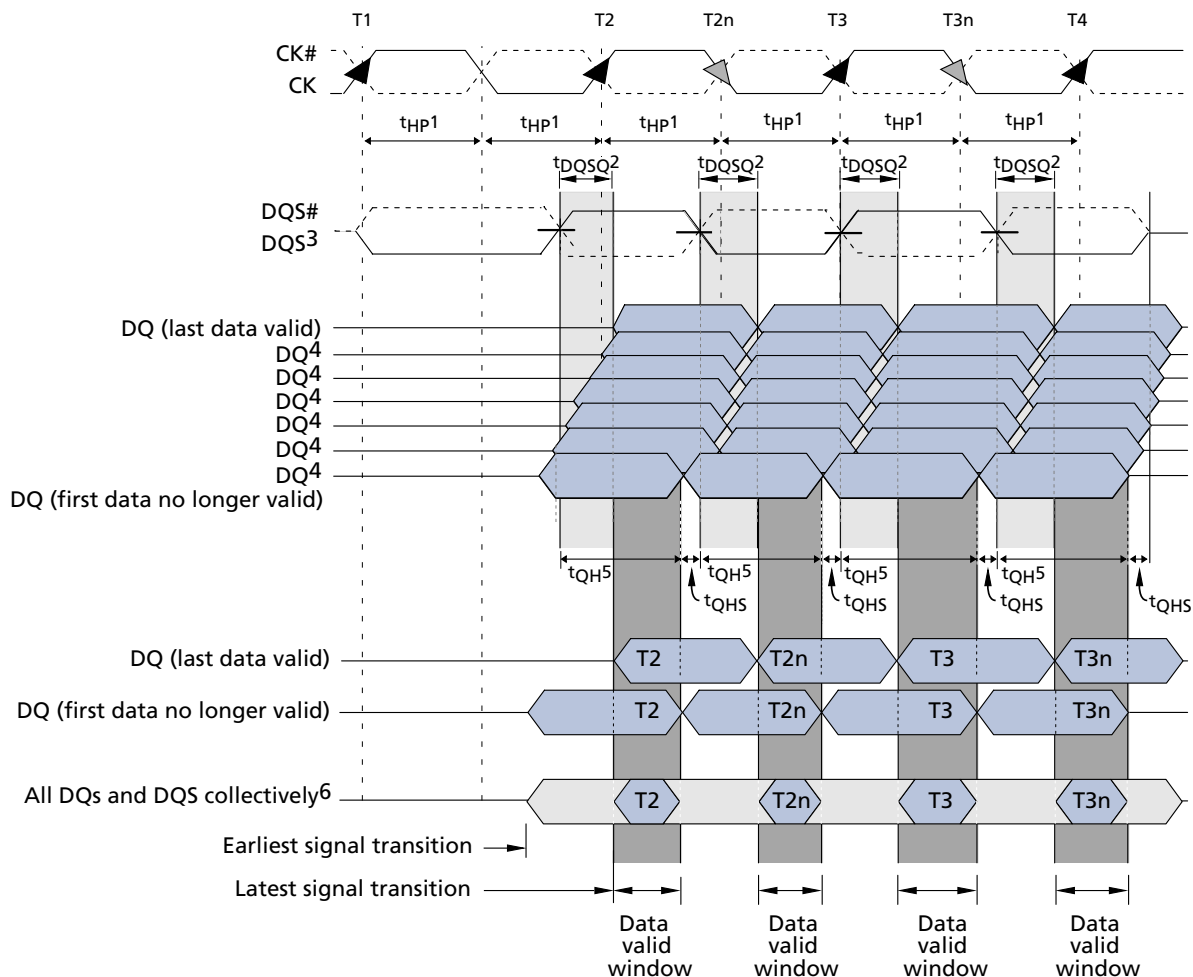 T1 T2 T2n T3 T3n T4
CK#
CK
tHP1 tHP1 tHP1 tHP1 tHP1 tHP1
tDQSQ2 tDQSQ2 tDQSQ2 tDQSQ2
DQS#
DQS3
DQ (last data valid)
DQ4
DQ4
DQ4
DQ4
DQ4
DQ4
DQ (first data no longer valid)
tQH5 tQH5 tQH5 tQH5
tQHS tQHS tQHS tQHS
DQ (last data valid) T2 T2n T3 T3n
DQ (first data no longer valid) T2 T2n T3 T3n
All DQs and DQS collectively6 T2 T2n T3 T3n
Earliest signal transition
Latest signal transition
Data valid window
Data valid window
Data valid window
Data valid window